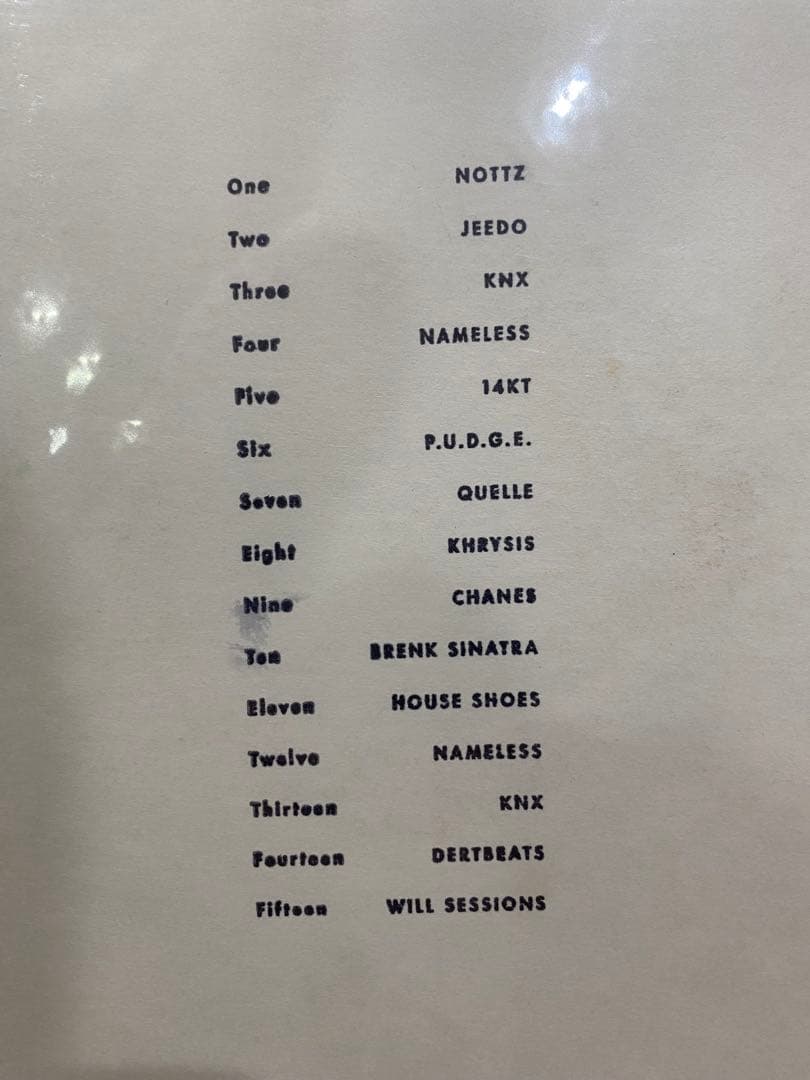 One NOTTZ
Two JEEDO
Three KNX
Four NAMELESS
Five 14KT
Six P.U.D.G.E.
Seven QUELLE
Eight KHRYSIS
Nine CHANES
Ten BRENK SINATRA
Eleven HOUSE SHOES
Twelve NAMELESS
Thirteen KNX
Fourteen DERTBEATS
Fifteen WILL SESSIONS